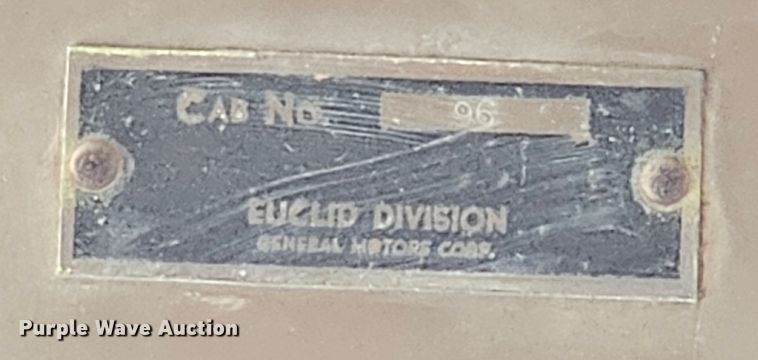 CAB NO. 96
EUCLID DIVISION
GENERAL MOTORS CORP.
Purple Wave Auction